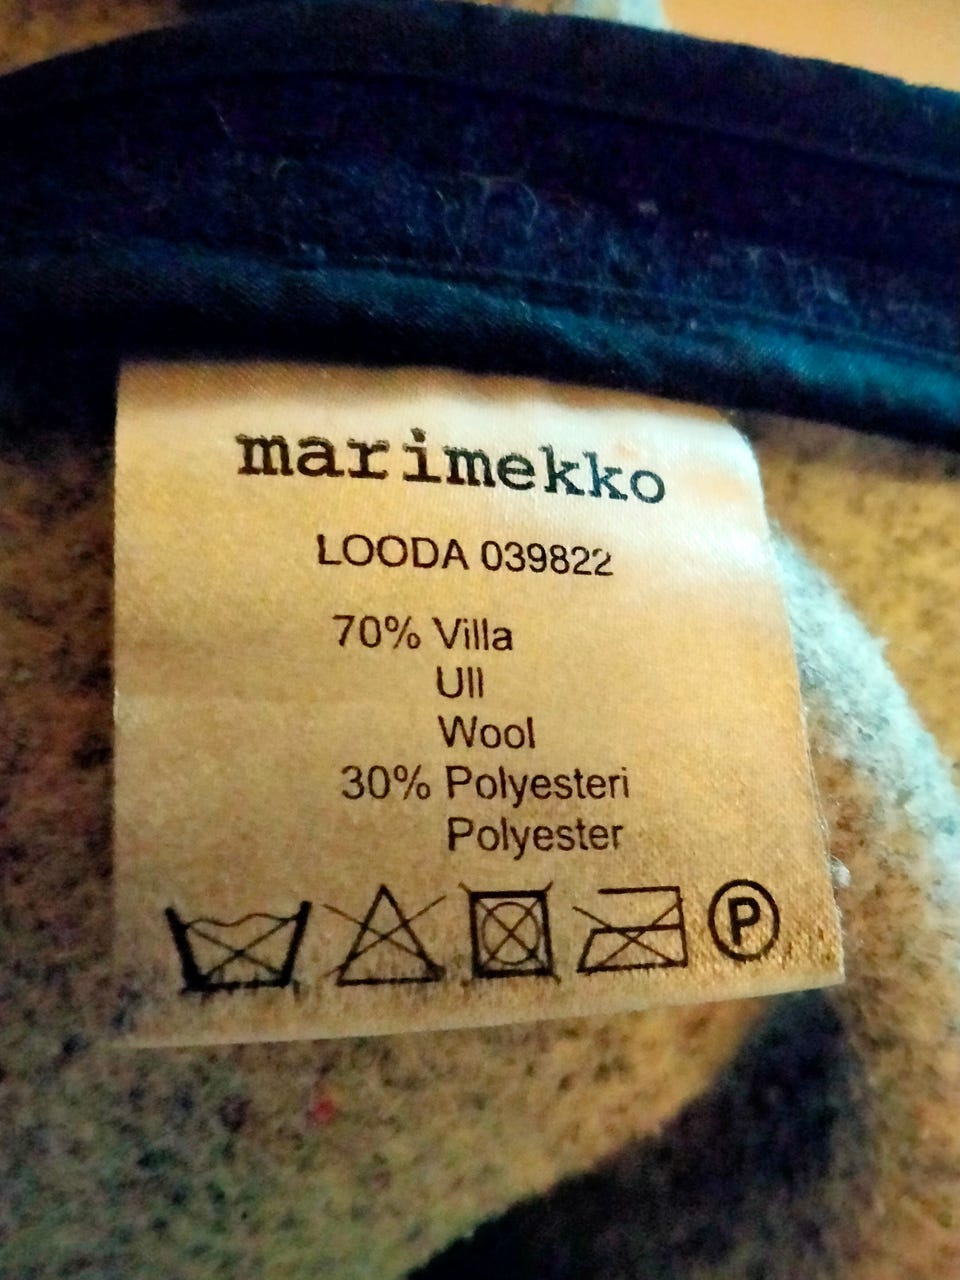 marimekko
LOODA 039822
70% Villa
Ull
Wool
30% Polyesteri
Polyester
P